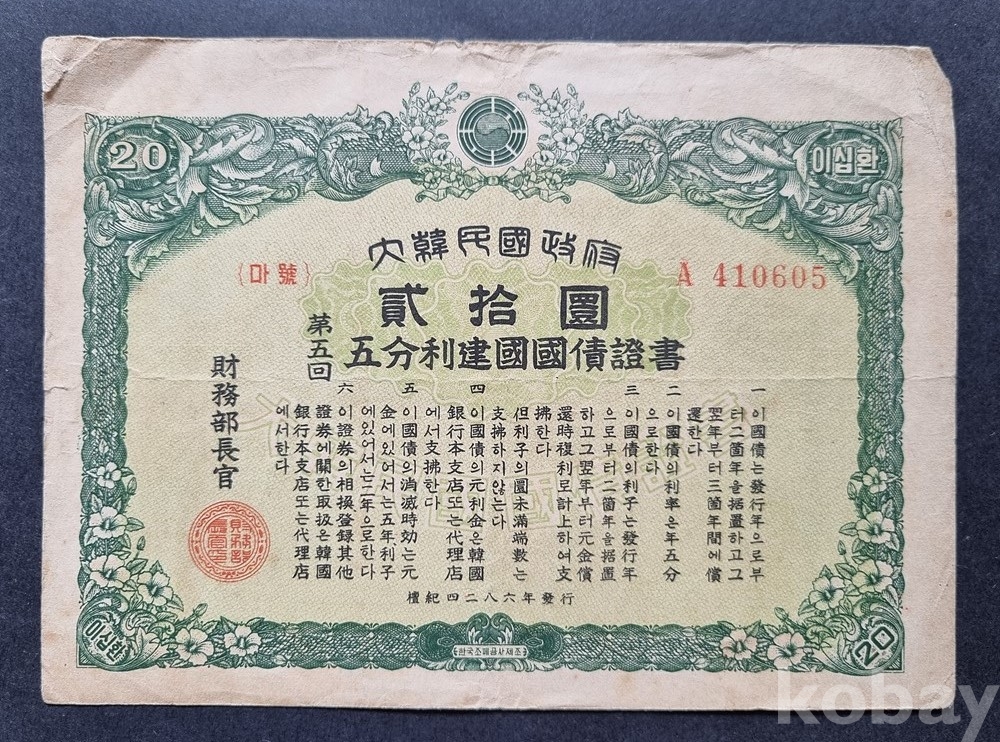 20
이십환
大韓民國政府
{마號}
A 410605
貳拾圜
五分利建國國債證書
第五回
一 이國債는發行年으로부
터二箇年을据置하고그
翌年부터三箇年間에償
還한다
二 이國債의利率은年五分
으로한다
三 이國債의利子는發行年
으로부터二箇年을据置
하고그翌年부터元金償
還時復利로計上하여支
拂한다
但利子의圜未滿端數는
支拂하지않는다
四 이國債의元利金은韓國
銀行本支店또는代理店
에서支拂한다
五 이國債의消滅時効는元
金에있어서는五年利子
에있어서는二年으로한다
六 이證券의相換登錄其他
證券에關한取扱은韓國
銀行本支店또는代理店
에서한다
財務部長官
檀紀四二八六年發行
이십환
한국조폐공사제조
20
kobay